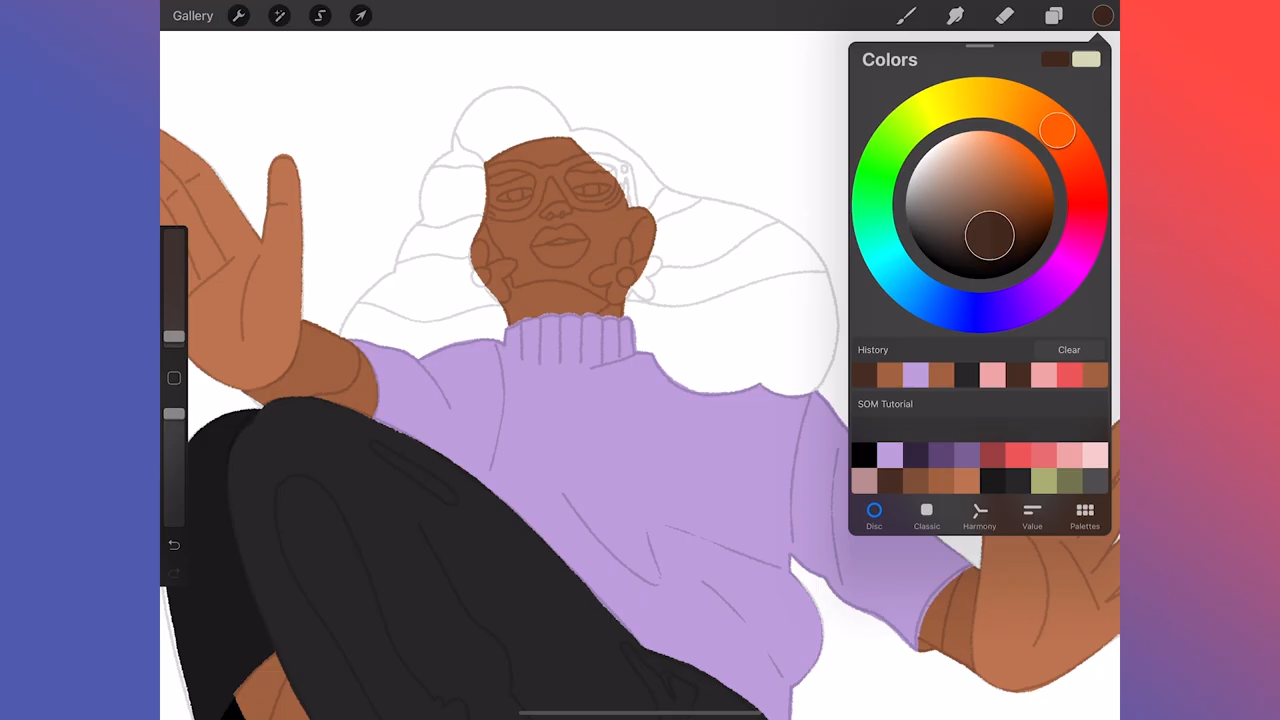 Gallery
Colors
History Clear
SOM Tutorial
Disc Classic Harmony Value Palettes